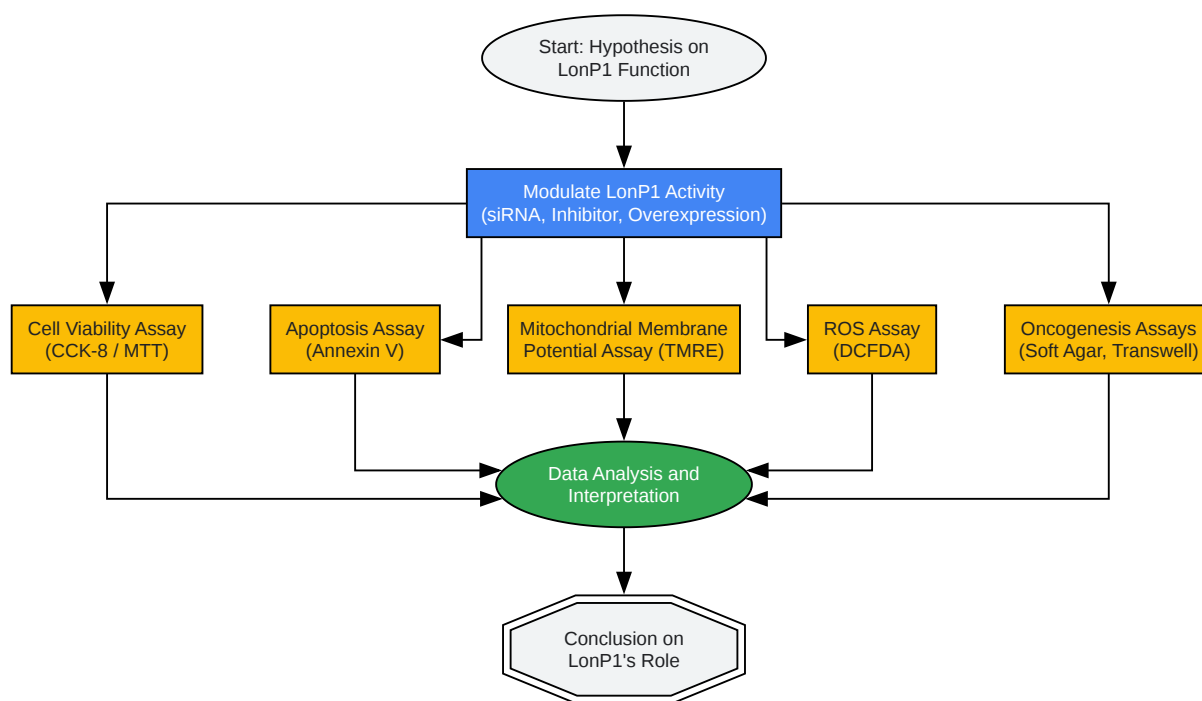 Start: Hypothesis on
LonP1 Function
Modulate LonP1 Activity
(siRNA, Inhibitor, Overexpression)
Cell Viability Assay
(CCK-8 / MTT)
Apoptosis Assay
(Annexin V)
Mitochondrial Membrane
Potential Assay (TMRE)
ROS Assay
(DCFDA)
Oncogenesis Assays
(Soft Agar, Transwell)
Data Analysis and
Interpretation
Conclusion on
LonP1's Role